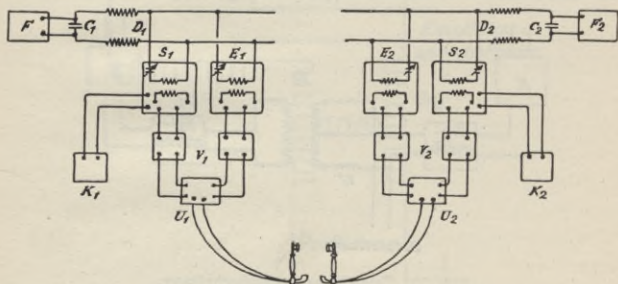 F C₁ D₁ D₂ C₂ F₂
S₁ E₁ E₂ S₂
K₁ V₁ V₂ K₂
U₁ U₂